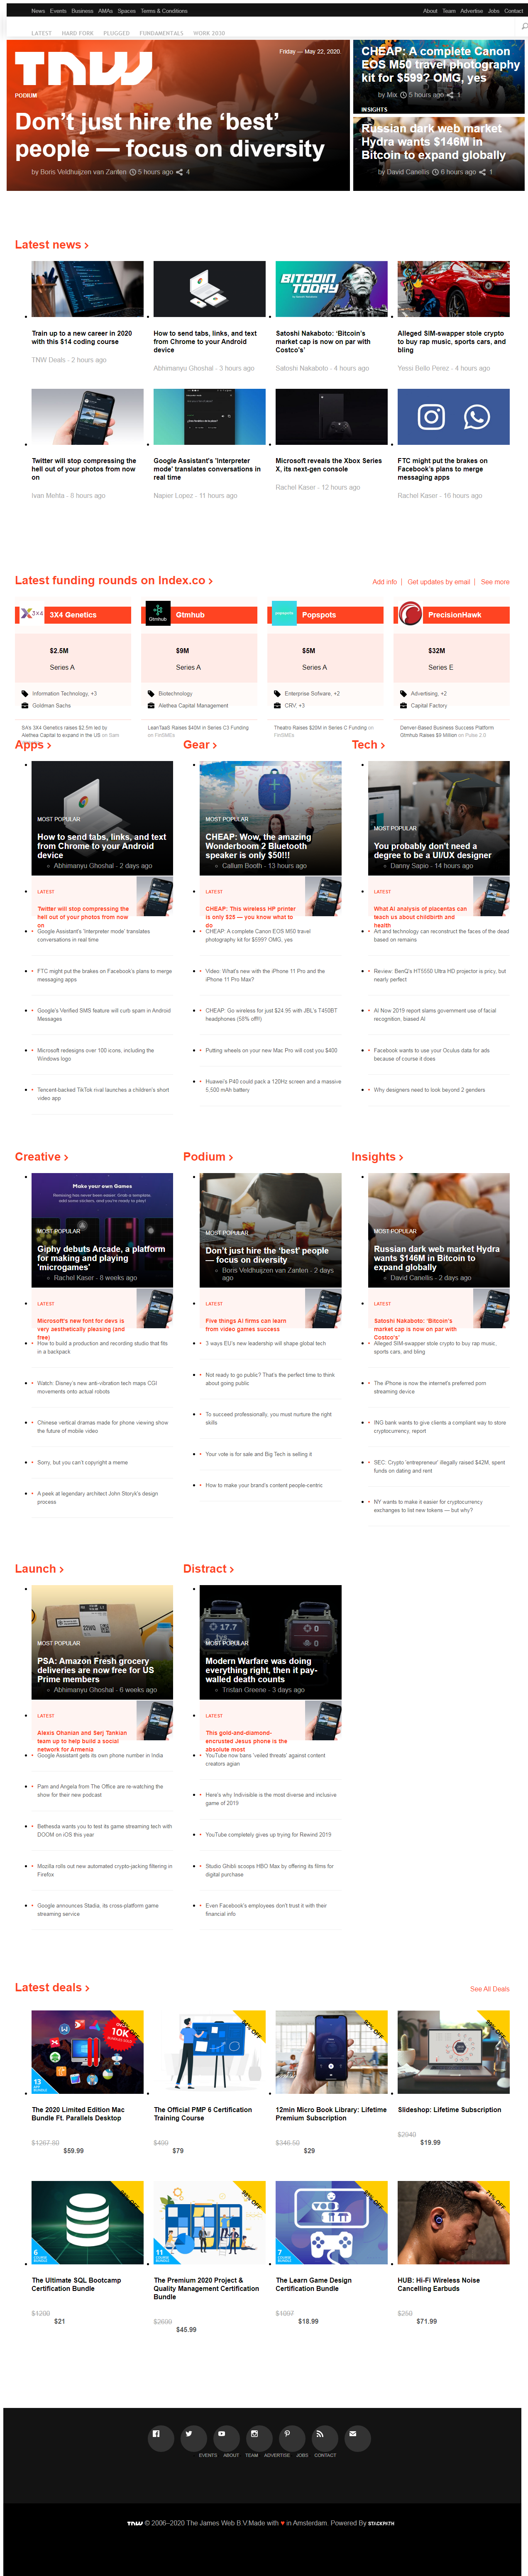 News Events Business AMAs Spaces Terms & Conditions
About Team Advertise Jobs Contact
LATEST HARD FORK PLUGGED FUNDAMENTALS WORK 2030
TNW
Friday — May 22, 2020.
PODIUM
Don't just hire the 'best'
people — focus on diversity
by Boris Veldhuijzen van Zanten 5 hours ago 4
CHEAP: A complete Canon
EOS M50 travel photography
kit for $599? OMG, yes
by Mix 5 hours ago 1
INSIGHTS
Russian dark web market
Hydra wants $146M in
Bitcoin to expand globally
by David Canellis 6 hours ago 1
Latest news
BITCOIN
TODAY
Train up to a new career in 2020
with this $14 coding course
TNW Deals - 2 hours ago
How to send tabs, links, and text
from Chrome to your Android
device
Abhimanyu Ghoshal - 3 hours ago
Satoshi Nakaboto: 'Bitcoin's
market cap is now on par with
Costco's'
Satoshi Nakaboto - 4 hours ago
Alleged SIM-swapper stole crypto
to buy rap music, sports cars, and
bling
Yessi Bello Perez - 4 hours ago
Twitter will stop compressing the
hell out of your photos from now
on
Ivan Mehta - 8 hours ago
Google Assistant's 'Interpreter
mode' translates conversations in
real time
Napier Lopez - 11 hours ago
Microsoft reveals the Xbox Series
X, its next-gen console
Rachel Kaser - 12 hours ago
FTC might put the brakes on
Facebook's plans to merge
messaging apps
Rachel Kaser - 16 hours ago
Latest funding rounds on Index.co
Add info | Get updates by email | See more
3X4 3X4 Genetics
$2.5M
Series A
Information Technology, +3
Goldman Sachs
SA's 3X4 Genetics raises $2.5m led by
Alethea Capital to expand in the US on Sam
Gtmhub Gtmhub
$9M
Series A
Biotechnology
Alethea Capital Management
LeanTaaS Raises $40M in Series C3 Funding
on FinSMEs
popspots Popspots
$5M
Series A
Enterprise Sofware, +2
CRV, +3
Theatro Raises $20M in Series C Funding on
FinSMEs
PrecisionHawk
$32M
Series E
Advertising, +2
Capital Factory
Denver-Based Business Success Platform
Gtmhub Raises $9 Million on Pulse 2.0
Apps
MOST POPULAR
How to send tabs, links, and text
from Chrome to your Android
device
Abhimanyu Ghoshal - 2 days ago
LATEST
Twitter will stop compressing the
hell out of your photos from now
on
Google Assistant's 'Interpreter mode' translates
conversations in real time
FTC might put the brakes on Facebook's plans to merge
messaging apps
Google's Verified SMS feature will curb spam in Android
Messages
Microsoft redesigns over 100 icons, including the
Windows logo
Tencent-backed TikTok rival launches a children's short
video app
Gear
MOST POPULAR
CHEAP: Wow, the amazing
Wonderboom 2 Bluetooth
speaker is only $50!!!
Callum Booth - 13 hours ago
LATEST
CHEAP: This wireless HP printer
is only $25 — you know what to
do
CHEAP: A complete Canon EOS M50 travel
photography kit for $599? OMG, yes
Video: What's new with the iPhone 11 Pro and the
iPhone 11 Pro Max?
CHEAP: Go wireless for just $24.95 with JBL's T450BT
headphones (58% off!!)
Putting wheels on your new Mac Pro will cost you $400
Huawei's P40 could pack a 120Hz screen and a massive
5,500 mAh battery
Tech
MOST POPULAR
You probably don't need a
degree to be a UI/UX designer
Danny Sapio - 14 hours ago
LATEST
What AI analysis of placentas can
teach us about childbirth and
health
Art and technology can reconstruct the faces of the dead
based on remains
Review: BenQ's HT5550 Ultra HD projector is pricy, but
nearly perfect
AI Now 2019 report slams government use of facial
recognition, biased AI
Facebook wants to use your Oculus data for ads
because of course it does
Why designers need to look beyond 2 genders
Creative
Make your own Games
MOST POPULAR
Giphy debuts Arcade, a platform
for making and playing
'microgames'
Rachel Kaser - 8 weeks ago
LATEST
Microsoft's new font for devs is
very aesthetically pleasing (and
free)
How to build a production and recording studio that fits
in a backpack
Watch: Disney's new anti-vibration tech maps CGI
movements onto actual robots
Chinese vertical dramas made for phone viewing show
the future of mobile video
Sorry, but you can't copyright a meme
A peek at legendary architect John Storyk's design
process
Podium
MOST POPULAR
Don't just hire the 'best' people
— focus on diversity
Boris Veldhuijzen van Zanten - 2 days
ago
LATEST
Five things AI firms can learn
from video games success
3 ways EU's new leadership will shape global tech
Not ready to go public? That's the perfect time to think
about going public
To succeed professionally, you must nurture the right
skills
Your vote is for sale and Big Tech is selling it
How to make your brand's content people-centric
Insights
MOST POPULAR
Russian dark web market Hydra
wants $146M in Bitcoin to
expand globally
David Canellis - 2 days ago
LATEST
Satoshi Nakaboto: 'Bitcoin's
market cap is now on par with
Costco's'
Alleged SIM-swapper stole crypto to buy rap music,
sports cars, and bling
The iPhone is now the internet's preferred porn
streaming device
ING bank wants to give clients a compliant way to store
cryptocurrency, report
SEC: Crypto 'entrepreneur' illegally raised $42M, spent
funds on dating and rent
NY wants to make it easier for cryptocurrency
exchanges to list new tokens — but why?
Launch
MOST POPULAR
PSA: Amazon Fresh grocery
deliveries are now free for US
Prime members
Abhimanyu Ghoshal - 6 weeks ago
LATEST
Alexis Ohanian and Serj Tankian
team up to help build a social
network for Armenia
Google Assistant gets its own phone number in India
Pam and Angela from The Office are re-watching the
show for their new podcast
Bethesda wants you to test its game streaming tech with
DOOM on iOS this year
Mozilla rolls out new automated crypto-jacking filtering in
Firefox
Google announces Stadia, its cross-platform game
streaming service
Distract
17.7
0
0
MOST POPULAR
Modern Warfare was doing
everything right, then it pay-
walled death counts
Tristan Greene - 3 days ago
LATEST
This gold-and-diamond-
encrusted Jesus phone is the
absolute most
YouTube now bans 'veiled threats' against content
creators again
Here's why Indivisible is the most diverse and inclusive
game of 2019
YouTube completely gives up trying for Rewind 2019
Studio Ghibli scoops HBO Max by offering its films for
digital purchase
Even Facebook's employees don't trust it with their
financial info
Latest deals
See All Deals
10K
13
The 2020 Limited Edition Mac
Bundle Ft. Parallels Desktop
$1267.80
$59.99
The Official PMP 6 Certification
Training Course
$499
$79
12min Micro Book Library: Lifetime
Premium Subscription
$346.50
$29
Slideshop: Lifetime Subscription
$2940
$19.99
6
COURSE
BUNDLE
The Ultimate SQL Bootcamp
Certification Bundle
$1200
$21
98% OFF
11
COURSE
BUNDLE
The Premium 2020 Project &
Quality Management Certification
Bundle
$2699
$45.99
YOU
WIN
7
COURSE
BUNDLE
The Learn Game Design
Certification Bundle
$1097
$18.99
71% OFF
HUB: Hi-Fi Wireless Noise
Cancelling Earbuds
$250
$71.99
EVENTS ABOUT TEAM ADVERTISE JOBS CONTACT
TNW © 2006–2020 The James Web B.V. Made with ♥ in Amsterdam. Powered By STACKPATH